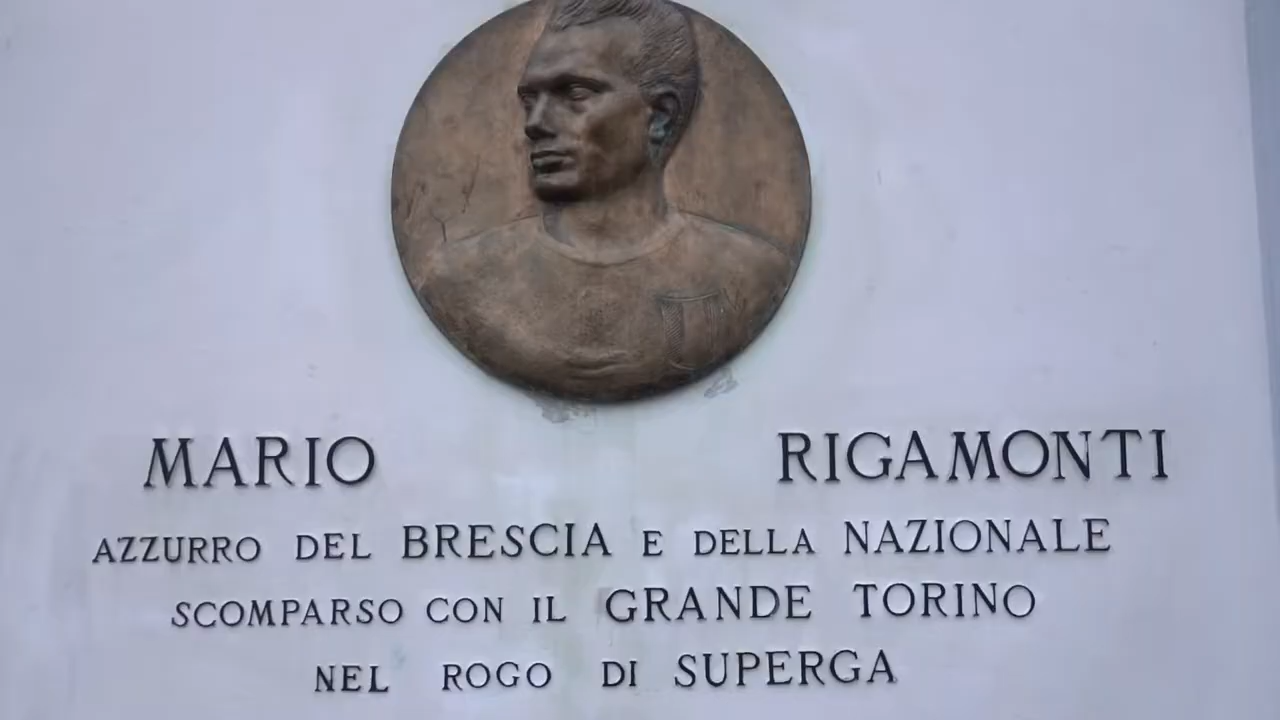 MARIO RIGAMONTI
AZZURRO DEL BRESCIA E DELLA NAZIONALE
SCOMPARSO CON IL GRANDE TORINO
NEL ROGO DI SUPERGA